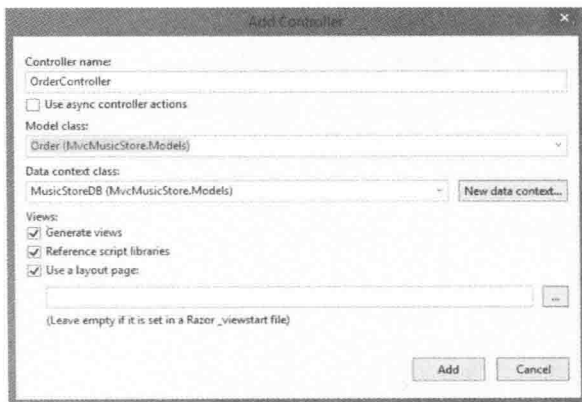 Add Controller
×
Controller name:
OrderController
Use async controller actions
Model class:
Order (MvcMusicStore.Models)
Data context class:
MusicStoreDB (MvcMusicStore.Models)
New data context...
Views:
Generate views
Reference script libraries
Use a layout page:
...
(Leave empty if it is set in a Razor _viewstart file)
Add
Cancel